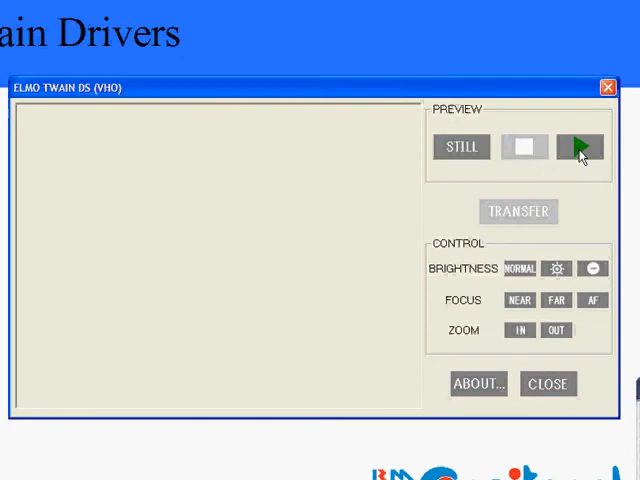 ain Drivers
ELMO TWAIN DS (VHO)
PREVIEW
STILL
TRANSFER
CONTROL
BRIGHTNESS NORMAL
FOCUS NEAR FAR AF
ZOOM IN OUT
ABOUT... CLOSE